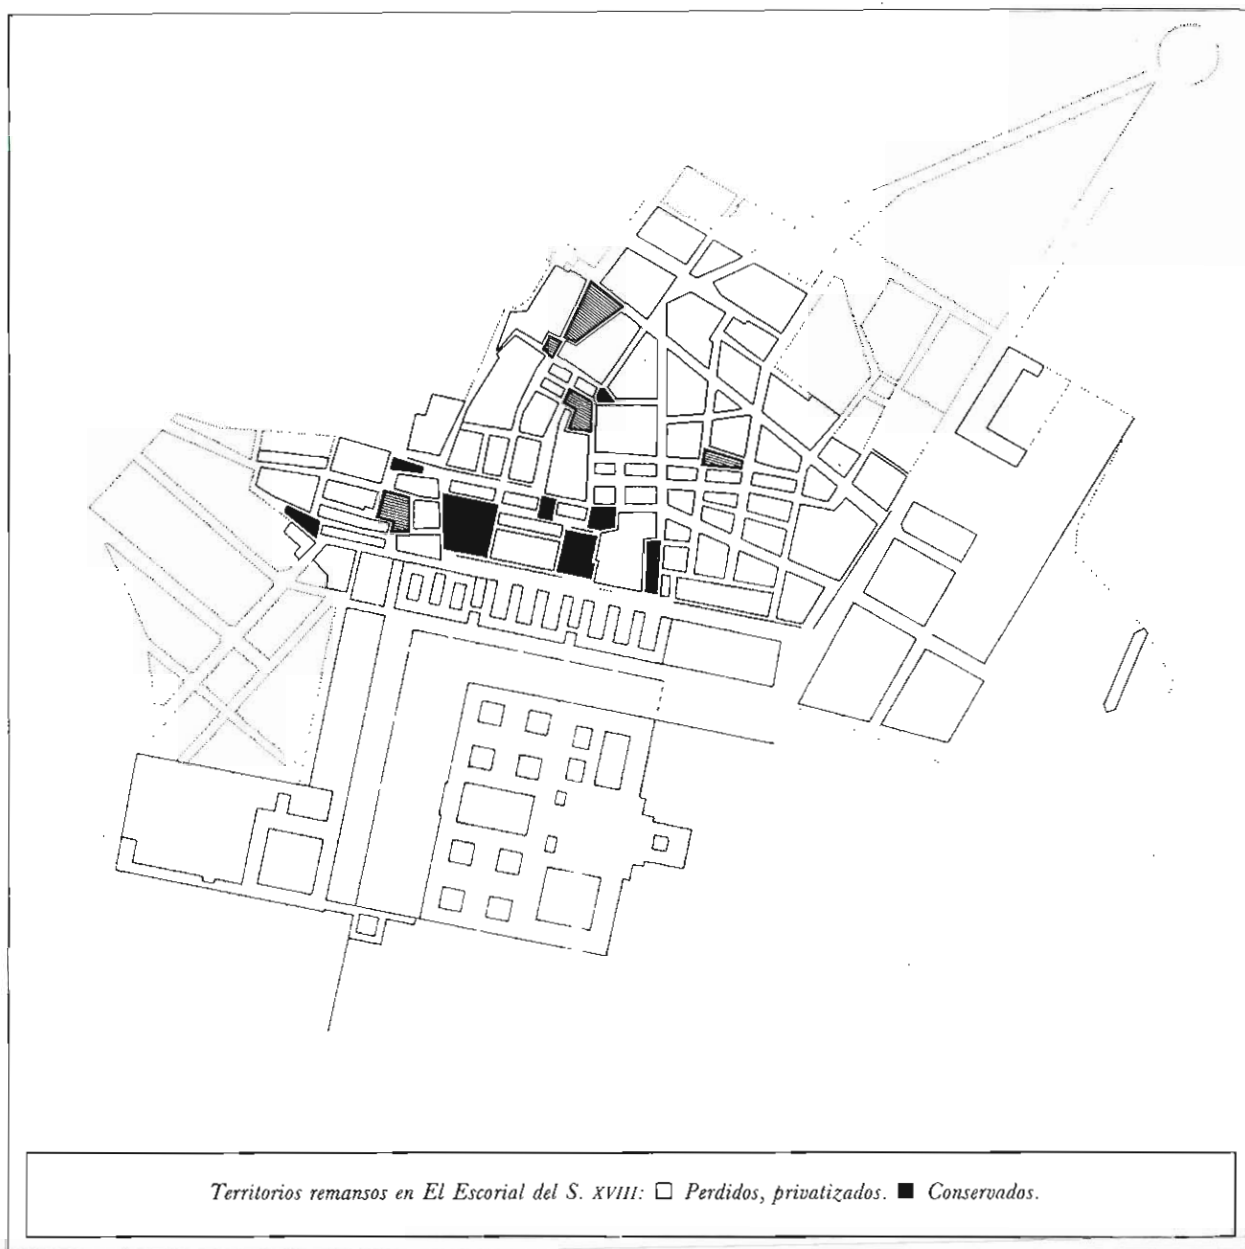 Territorios remansos en El Escorial del S. XVIII: □ Perdidos, privatizados. ■ Conservados.